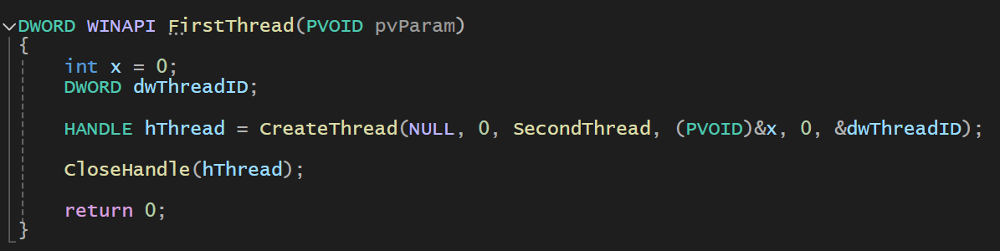 DWORD WINAPI FirstThread(PVOID pvParam)
{
    int x = 0;
    DWORD dwThreadID;
    HANDLE hThread = CreateThread(NULL, 0, SecondThread, (PVOID)&x, 0, &dwThreadID);
    CloseHandle(hThread);
    return 0;
}